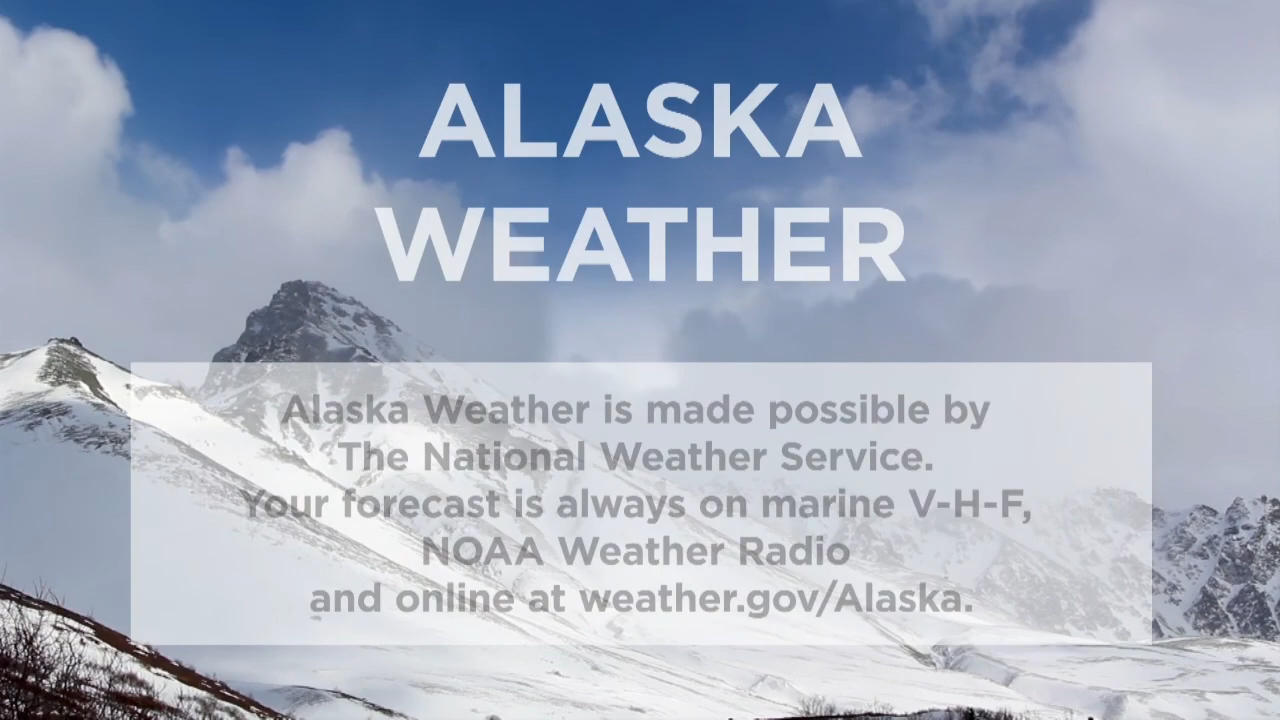 ALASKA
WEATHER
Alaska Weather is made possible by
The National Weather Service.
Your forecast is always on marine V-H-F,
NOAA Weather Radio
and online at weather.gov/Alaska.